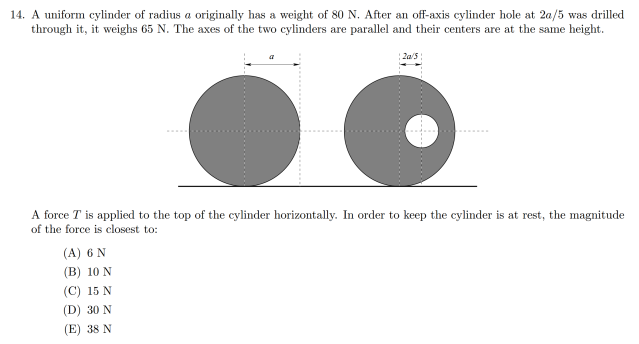 14. A uniform cylinder of radius a originally has a weight of 80 N. After an off-axis cylinder hole at 2a/5 was drilled
through it, it weighs 65 N. The axes of the two cylinders are parallel and their centers are at the same height.
a
2a/5
A force T is applied to the top of the cylinder horizontally. In order to keep the cylinder is at rest, the magnitude
of the force is closest to:
(A) 6 N
(B) 10 N
(C) 15 N
(D) 30 N
(E) 38 N